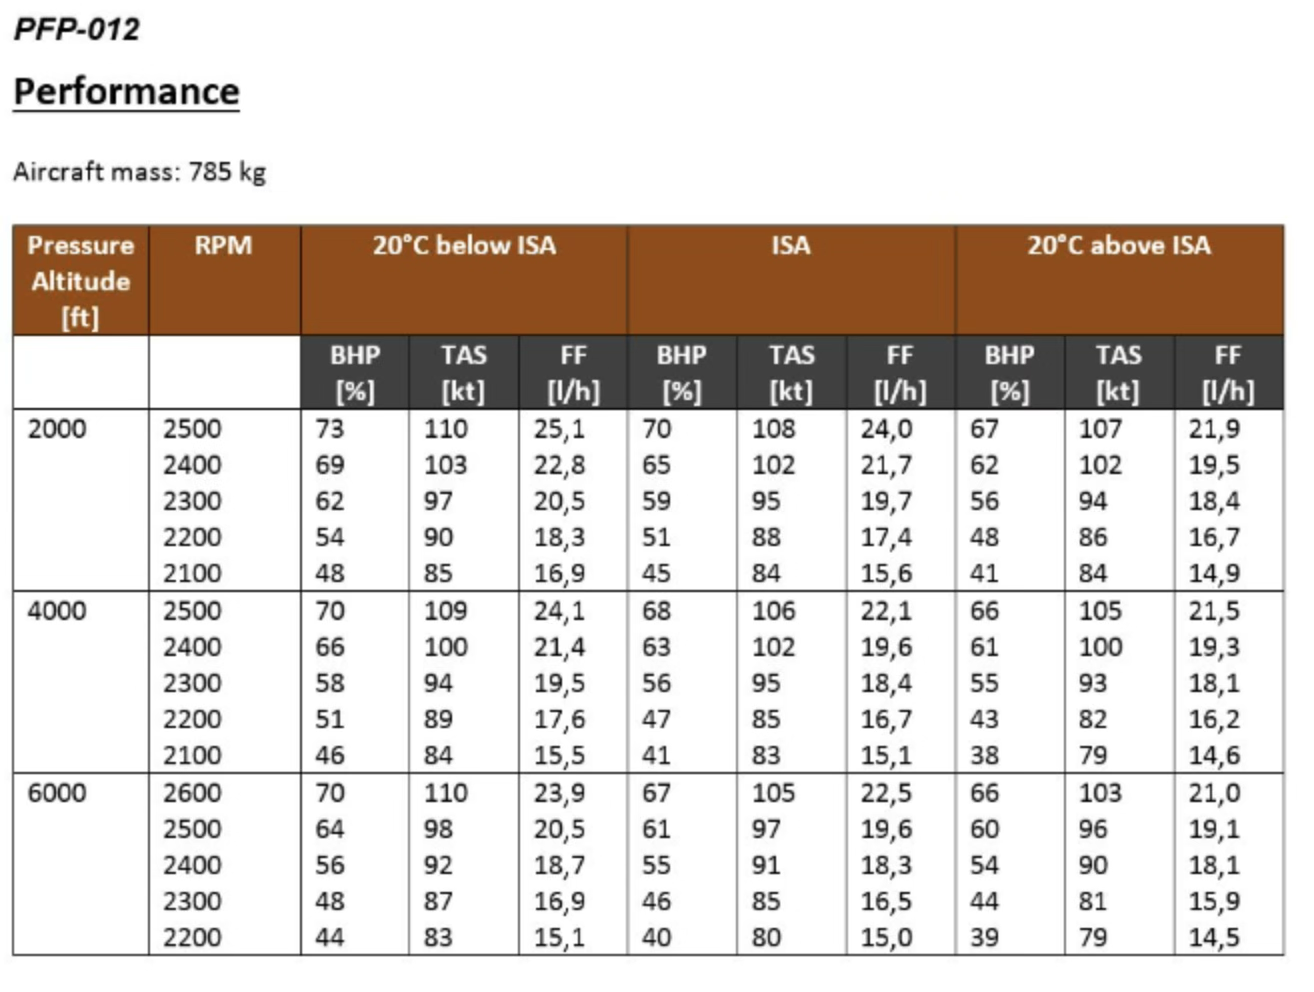 PFP-012
Performance
Aircraft mass: 785 kg
Pressure Altitude [ft] RPM 20°C below ISA ISA 20°C above ISA
BHP [%] TAS [kt] FF [l/h] BHP [%] TAS [kt] FF [l/h] BHP [%] TAS [kt] FF [l/h]
2000 2500 73 110 25,1 70 108 24,0 67 107 21,9
2400 69 103 22,8 65 102 21,7 62 102 19,5
2300 62 97 20,5 59 95 19,7 56 94 18,4
2200 54 90 18,3 51 88 17,4 48 86 16,7
2100 48 85 16,9 45 84 15,6 41 84 14,9
4000 2500 70 109 24,1 68 106 22,1 66 105 21,5
2400 66 100 21,4 63 102 19,6 61 100 19,3
2300 58 94 19,5 56 95 18,4 55 93 18,1
2200 51 89 17,6 47 85 16,7 43 82 16,2
2100 46 84 15,5 41 83 15,1 38 79 14,6
6000 2600 70 110 23,9 67 105 22,5 66 103 21,0
2500 64 98 20,5 61 97 19,6 60 96 19,1
2400 56 92 18,7 55 91 18,3 54 90 18,1
2300 48 87 16,9 46 85 16,5 44 81 15,9
2200 44 83 15,1 40 80 15,0 39 79 14,5